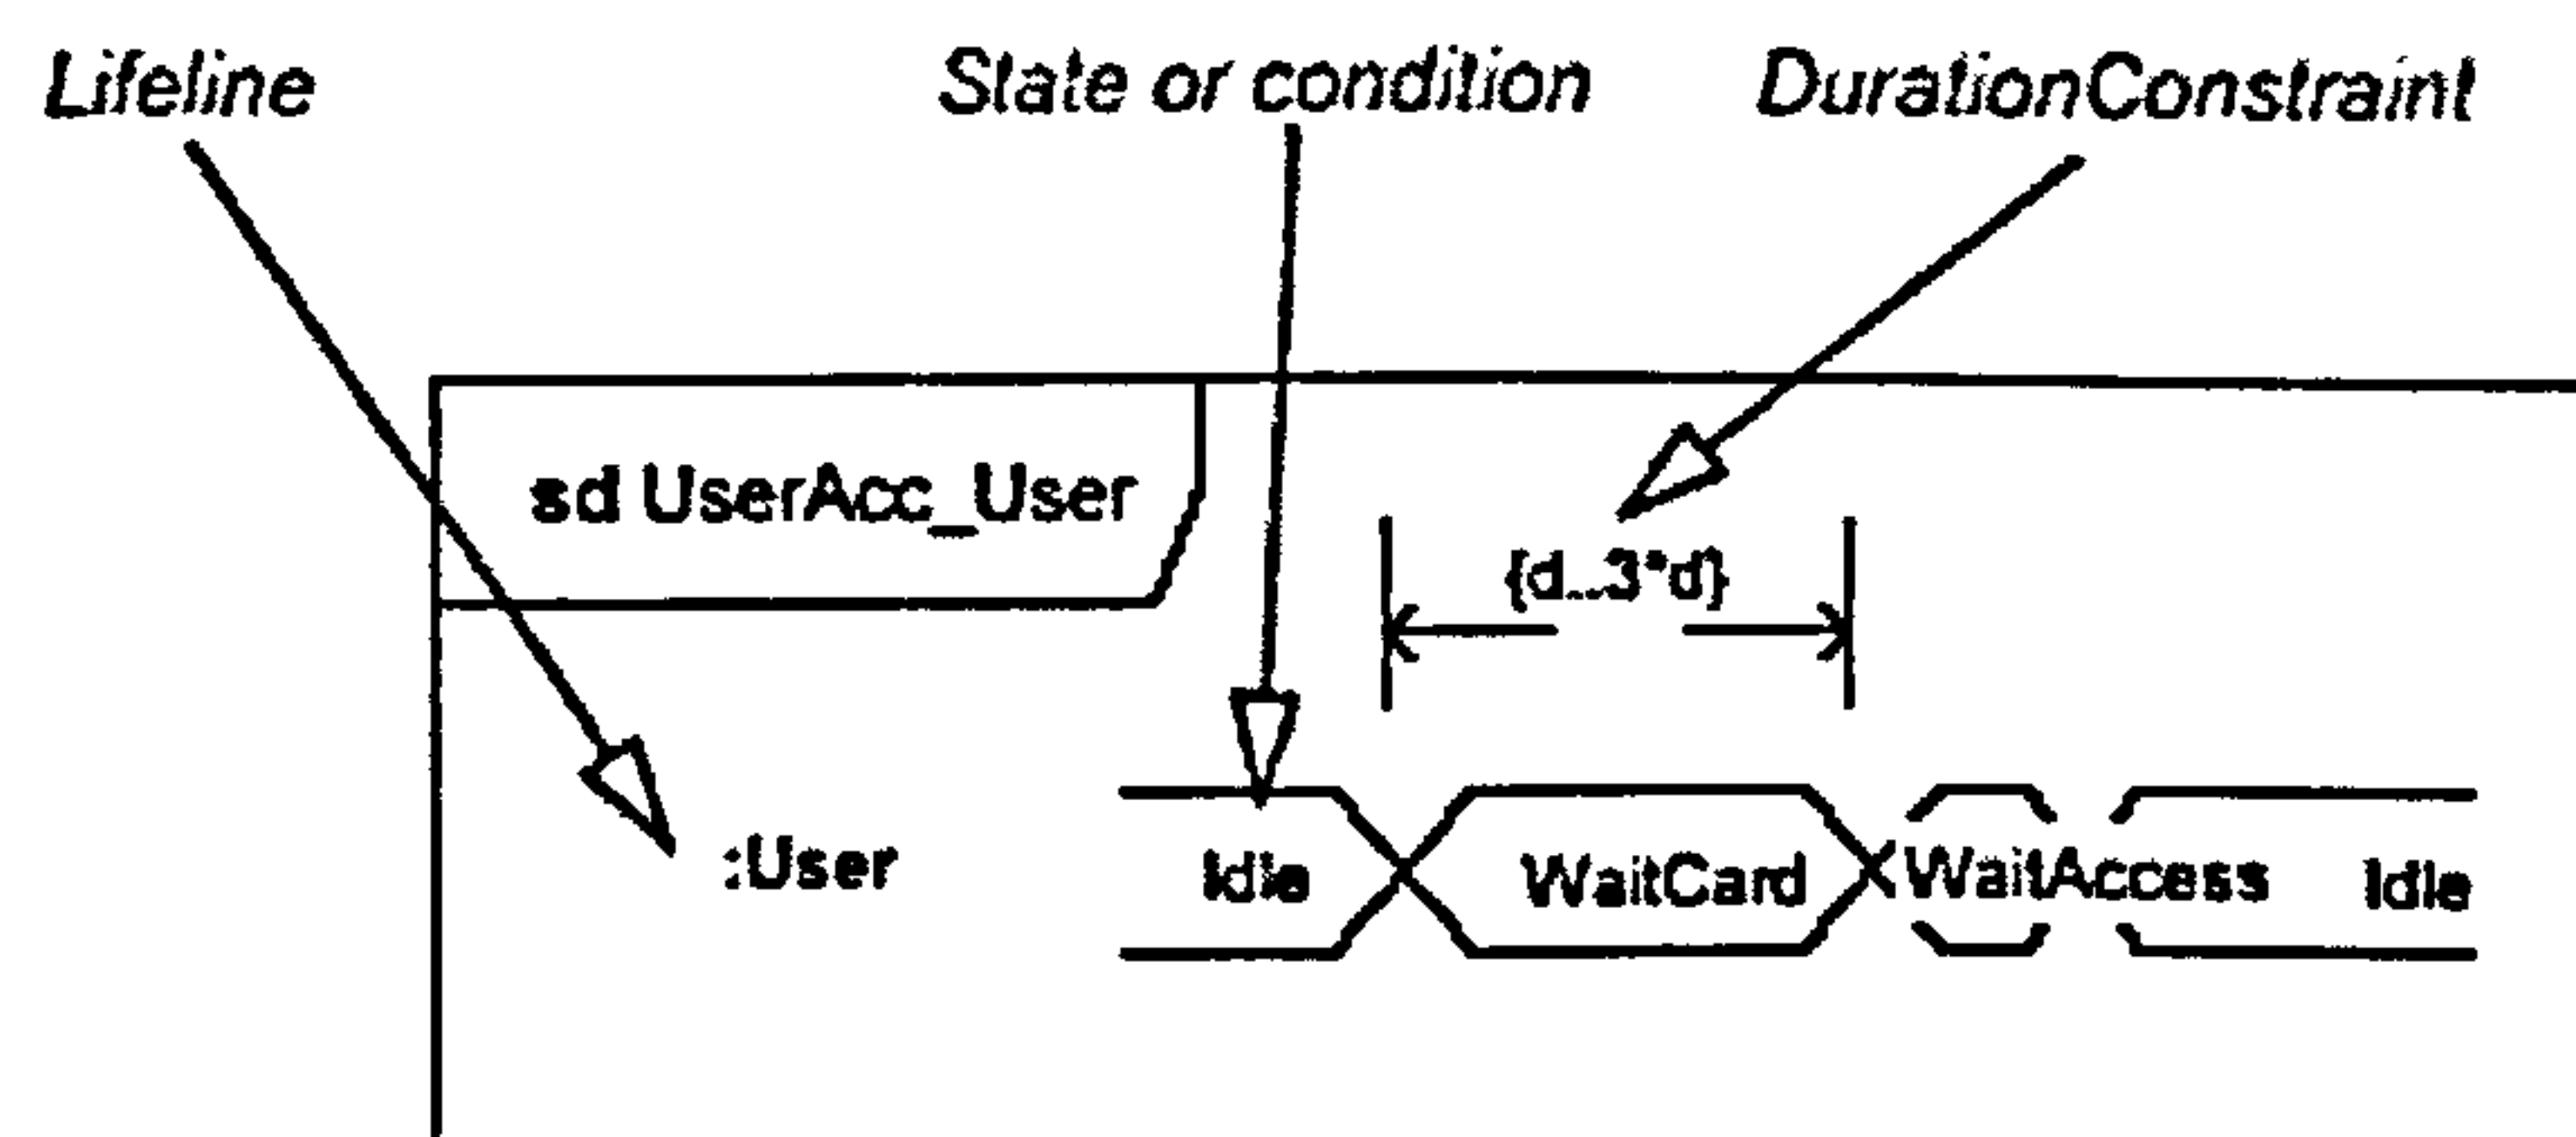 Lifeline State or condition DurationConstraint
sd UserAcc_User
{d..3*d}
:User Idle WaitCard WaitAccess Idle